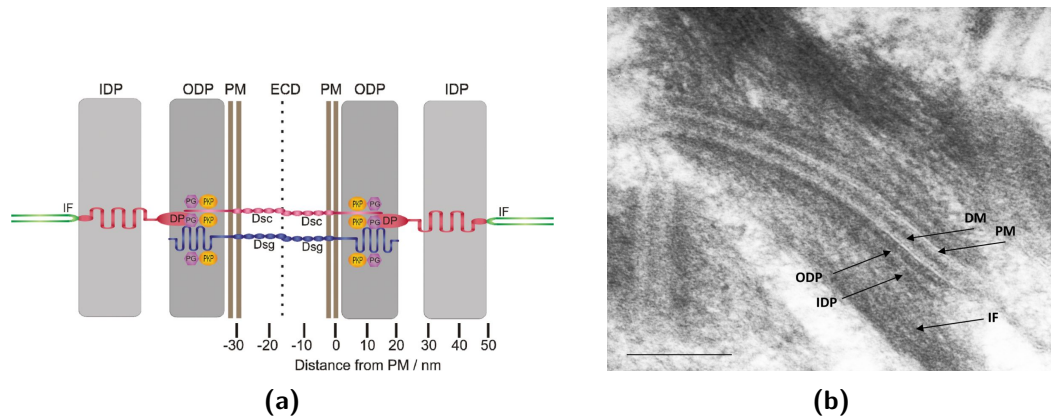 IDP ODP PM ECD PM ODP IDP
IF DP PG PKP PG PKP PG PKP Dsc Dsc Dsg Dsg PKP PG PKP PG DP PKP PG IF
-30 -20 -10 0 10 20 30 40 50
Distance from PM / nm
(a)
DM
PM
ODP
IDP
IF
(b)